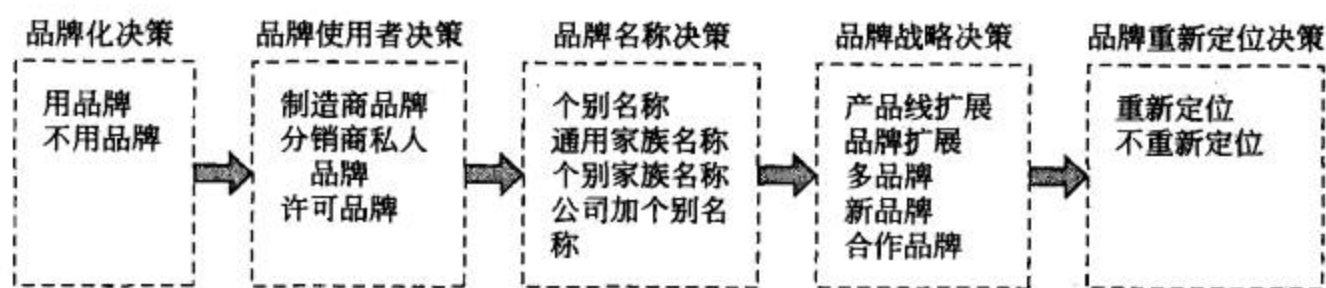 品牌化决策
用品牌
不用品牌
品牌使用者决策
制造商品牌
分销商私人
品牌
许可品牌
品牌名称决策
个别名称
通用家族名称
个别家族名称
公司加个别名
称
品牌战略决策
产品线扩展
品牌扩展
多品牌
新品牌
合作品牌
品牌重新定位决策
重新定位
不重新定位